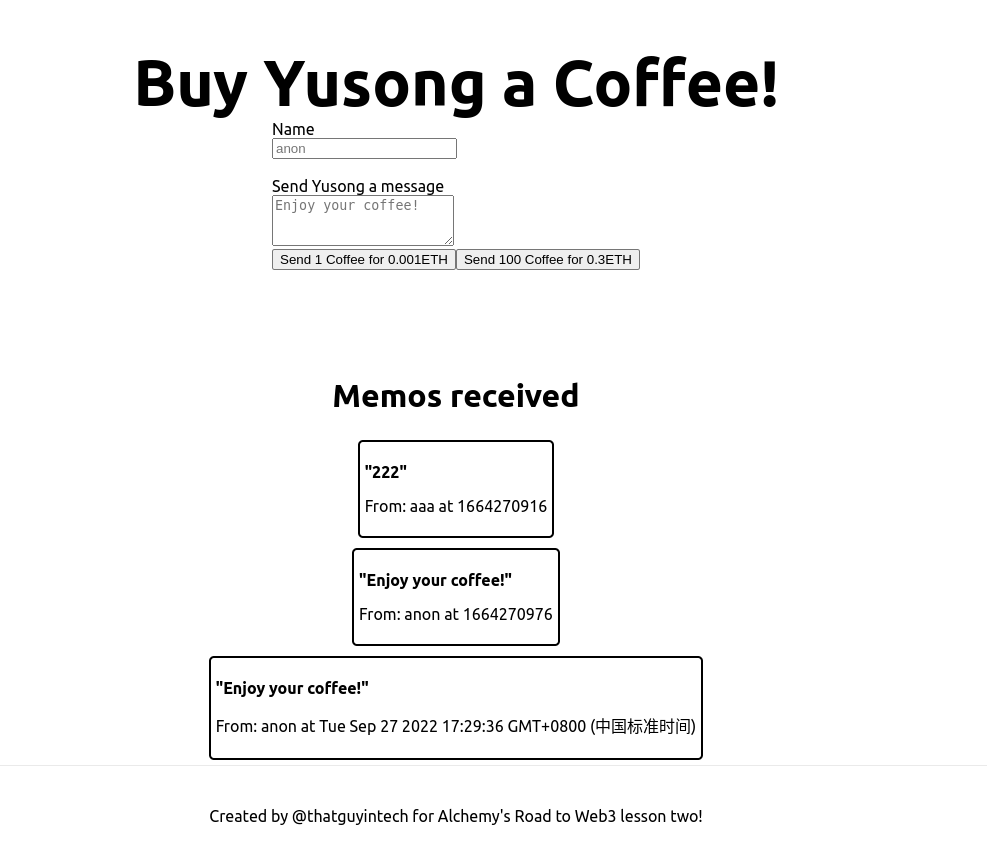 Buy Yusong a Coffee!
Name
anon
Send Yusong a message
Enjoy your coffee!
Send 1 Coffee for 0.001ETH Send 100 Coffee for 0.3ETH
Memos received
"222"
From: aaa at 1664270916
"Enjoy your coffee!"
From: anon at 1664270976
"Enjoy your coffee!"
From: anon at Tue Sep 27 2022 17:29:36 GMT+0800 (中国标准时间)
Created by @thatguyintech for Alchemy's Road to Web3 lesson two!